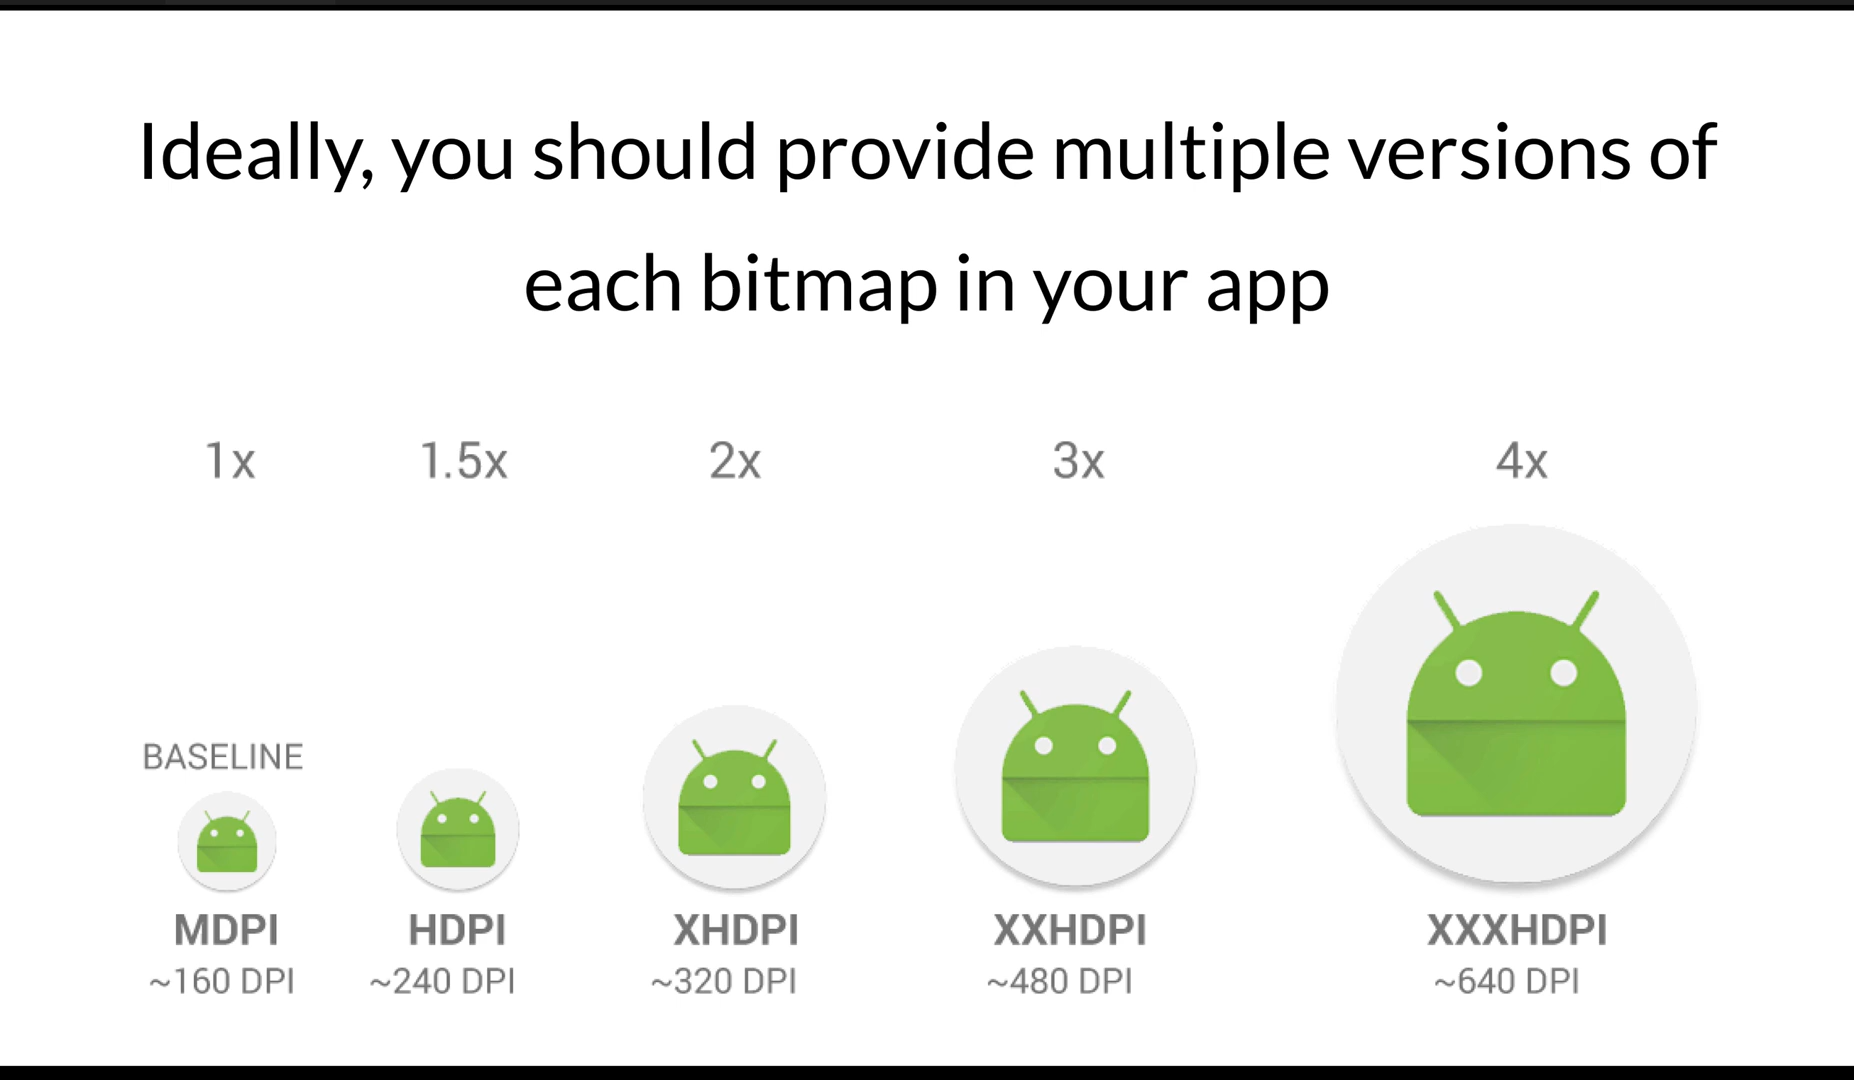 Ideally, you should provide multiple versions of
each bitmap in your app
1x 1.5x 2x 3x 4x
BASELINE
MDPI HDPI XHDPI XXHDPI XXXHDPI
~160 DPI ~240 DPI ~320 DPI ~480 DPI ~640 DPI